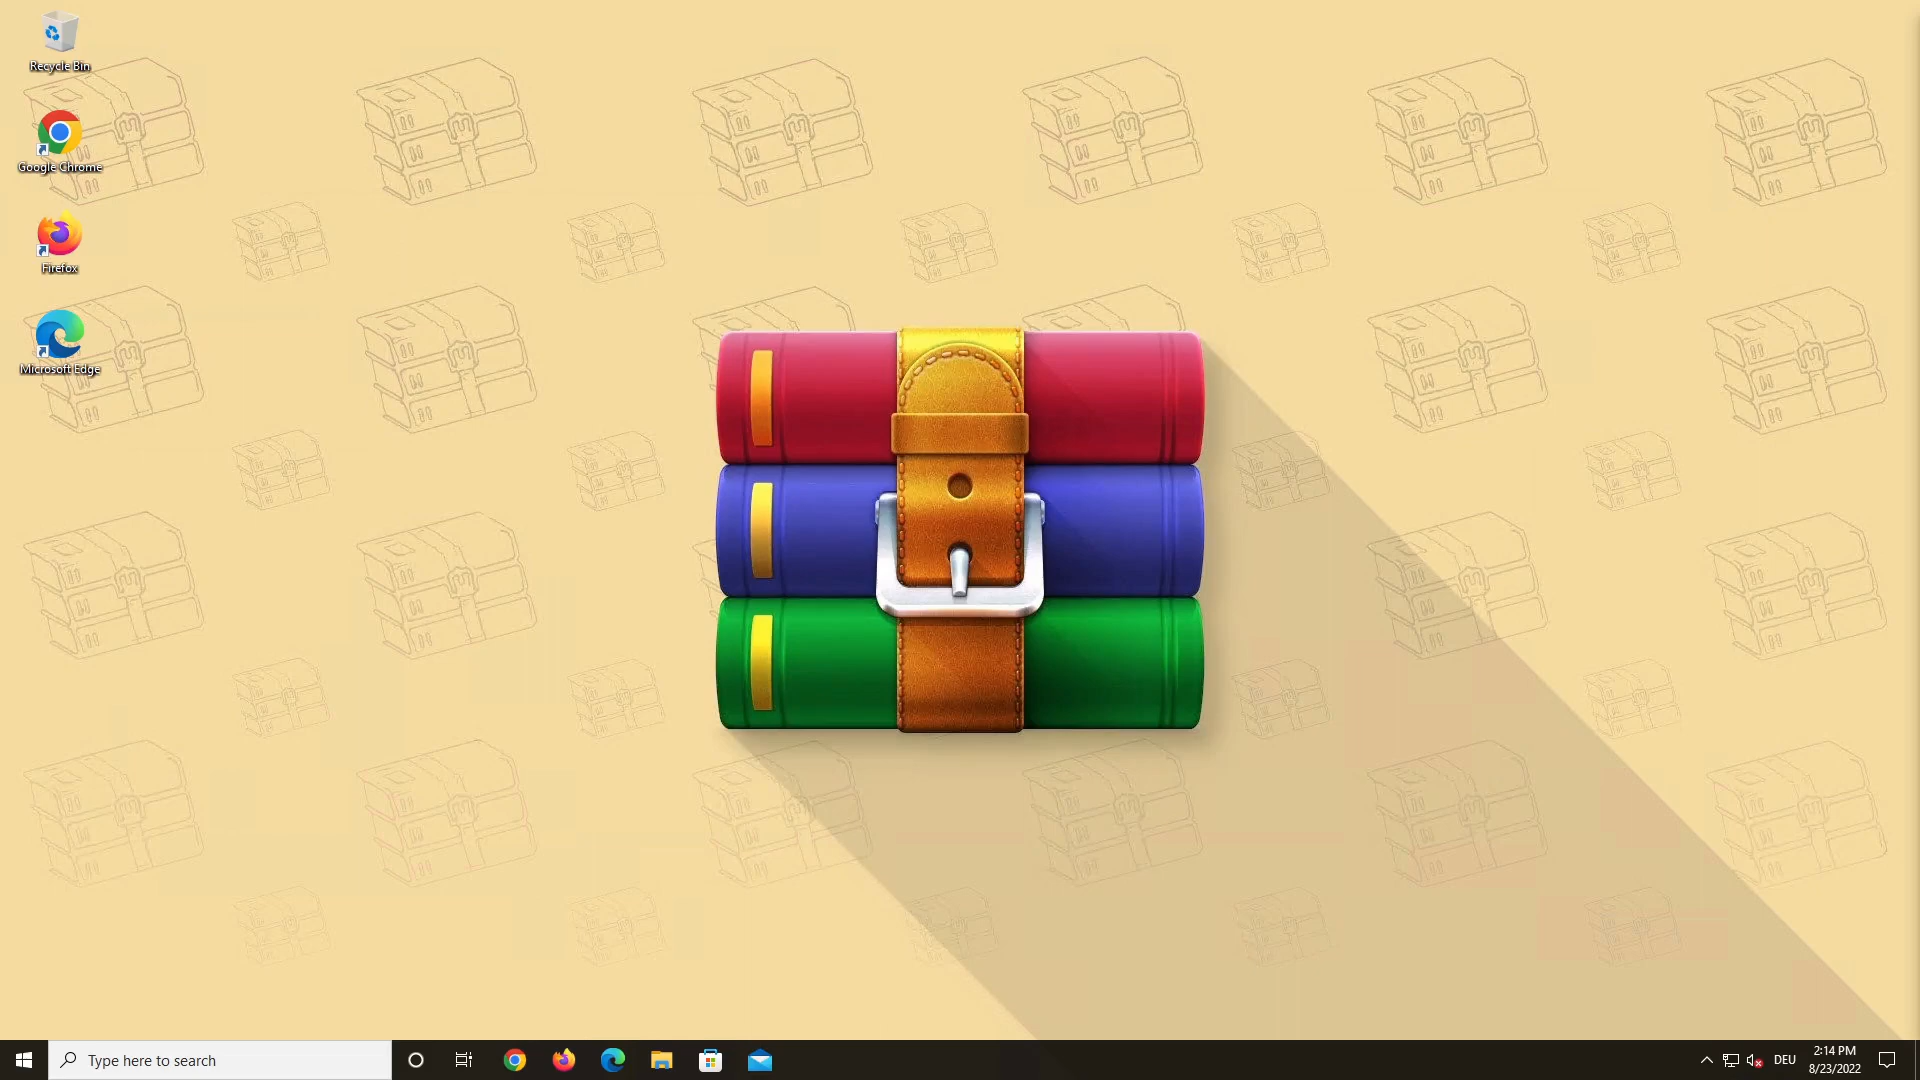 Recycle Bin
Google Chrome
Firefox
Microsoft Edge
Type here to search
DEU
2:14 PM
8/23/2022